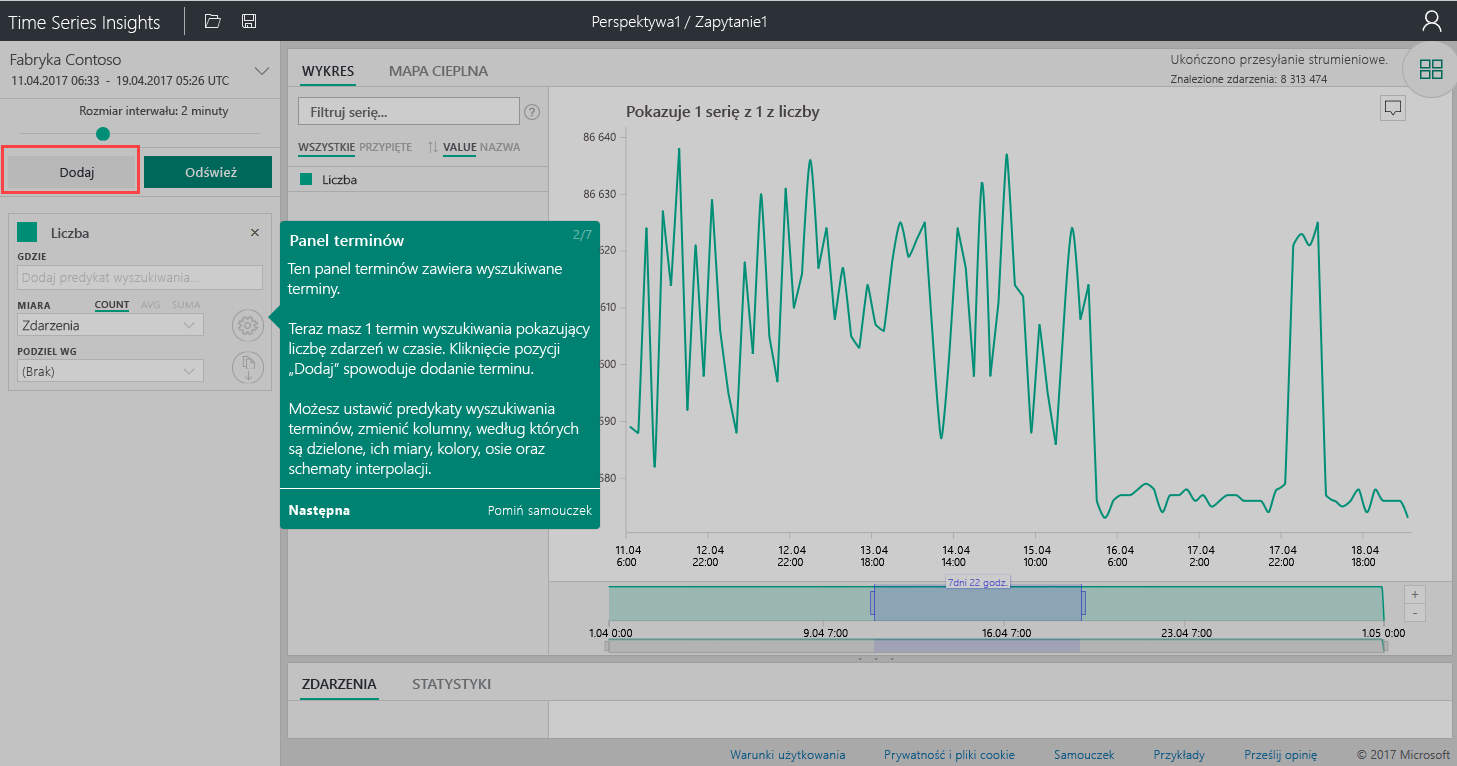 Time Series Insights
Perspektywa1 / Zapytanie1
Fabryka Contoso
11.04.2017 06:33 - 19.04.2017 05:26 UTC
Rozmiar interwału: 2 minuty
Dodaj
Odśwież
Liczba
×
GDZIE
Dodaj predykat wyszukiwania...
MIARA COUNT AVG SUMA
Zdarzenia
PODZIEL WG
(Brak)
WYKRES MAPA CIEPLNA
Ukończono przesyłanie strumieniowe.
Znalezione zdarzenia: 8 313 474
Filtruj serię...
?
WSZYSTKIE PRZYPIĘTE VALUE NAZWA
Liczba
Panel terminów 2/7
Ten panel terminów zawiera wyszukiwane
terminy.
Teraz masz 1 termin wyszukiwania pokazujący
liczbę zdarzeń w czasie. Kliknięcie pozycji
„Dodaj” spowoduje dodanie terminu.
Możesz ustawić predykaty wyszukiwania
terminów, zmienić kolumny, według których
są dzielone, ich miary, kolory, osie oraz
schematy interpolacji.
Następna Pomiń samouczek
Pokazuje 1 serię z 1 z liczby
86 640
86 630
620
610
600
590
580
11.04 12.04 12.04 13.04 14.04 15.04 16.04 17.04 17.04 18.04
6:00 22:00 22:00 18:00 14:00 10:00 6:00 2:00 22:00 18:00
7dni 22 godz.
+
-
1.04 0:00 9.04 7:00 16.04 7:00 23.04 7:00 1.05 0:00
ZDARZENIA STATYSTYKI
Warunki użytkowania Prywatność i pliki cookie Samouczek Przykłady Prześlij opinię © 2017 Microsoft